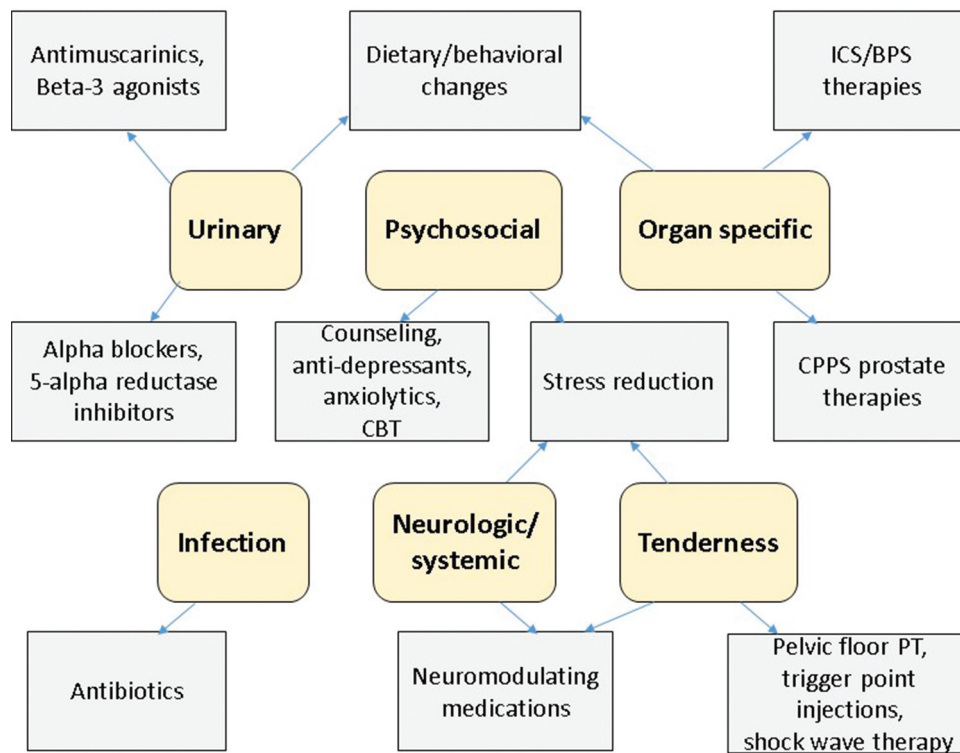 Antimuscarinics,
Beta-3 agonists
Dietary/behavioral
changes
ICS/BPS
therapies
Urinary
Psychosocial
Organ specific
Alpha blockers,
5-alpha reductase
inhibitors
Counseling,
anti-depressants,
anxiolytics,
CBT
Stress reduction
CPPS prostate
therapies
Infection
Neurologic/
systemic
Tenderness
Antibiotics
Neuromodulating
medications
Pelvic floor PT,
trigger point
injections,
shock wave therapy